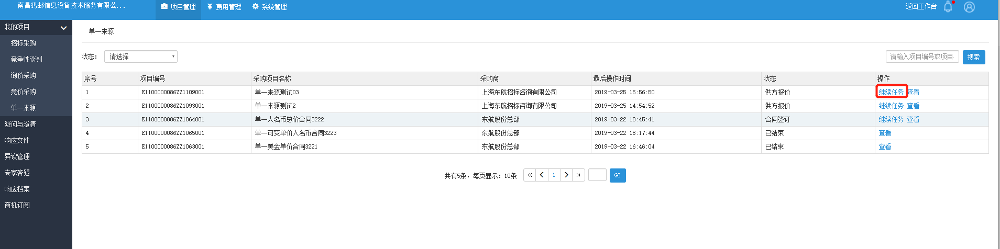 南昌鸿邮信息设备技术服务有限公... 项目管理 费用管理 系统管理 返回工作台
我的项目
招标采购
竞争性谈判
询价采购
竞价采购
单一来源
疑问与澄清
响应文件
异议管理
专家答疑
响应档案
商机订阅
单一来源
状态： 请选择 请输入项目编号或项目 搜索
序号 项目编号 采购项目名称 采购商 最后操作时间 状态 操作
1 E1100000086ZZ1109001 单一来源测试03 上海东航招标咨询有限公司 2019-03-25 15:56:50 供方报价 继续任务 查看
2 E1100000086ZZ1093001 单一来源测试2 上海东航招标咨询有限公司 2019-03-25 14:54:52 供方报价 继续任务 查看
3 E1100000086ZZ1064001 单一人名币总价合同3222 东航股份总部 2019-03-22 18:45:41 合同签订 继续任务 查看
4 E1100000086ZZ1065001 单一可变单价人名币合同3223 东航股份总部 2019-03-22 18:17:44 已结束 查看
5 E1100000086ZZ1063001 单一美金单价合同3221 东航股份总部 2019-03-22 16:46:04 已结束 查看
共有5条，每页显示：10条 « < 1 > » GO